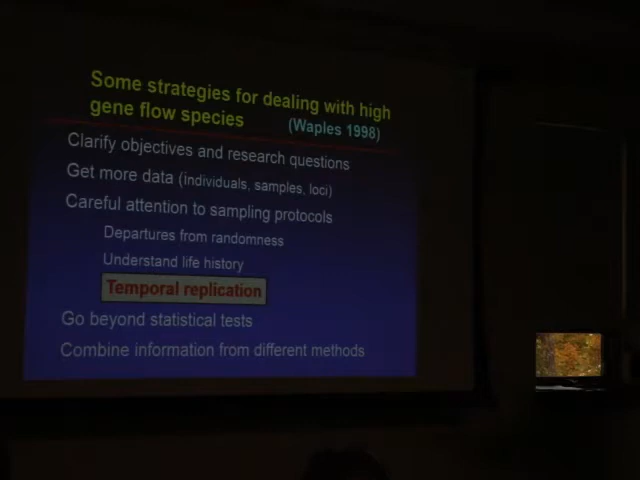 Some strategies for dealing with high
gene flow species (Waples 1998)
Clarify objectives and research questions
Get more data (individuals, samples, loci)
Careful attention to sampling protocols
Departures from randomness
Understand life history
Temporal replication
Go beyond statistical tests
Combine information from different methods